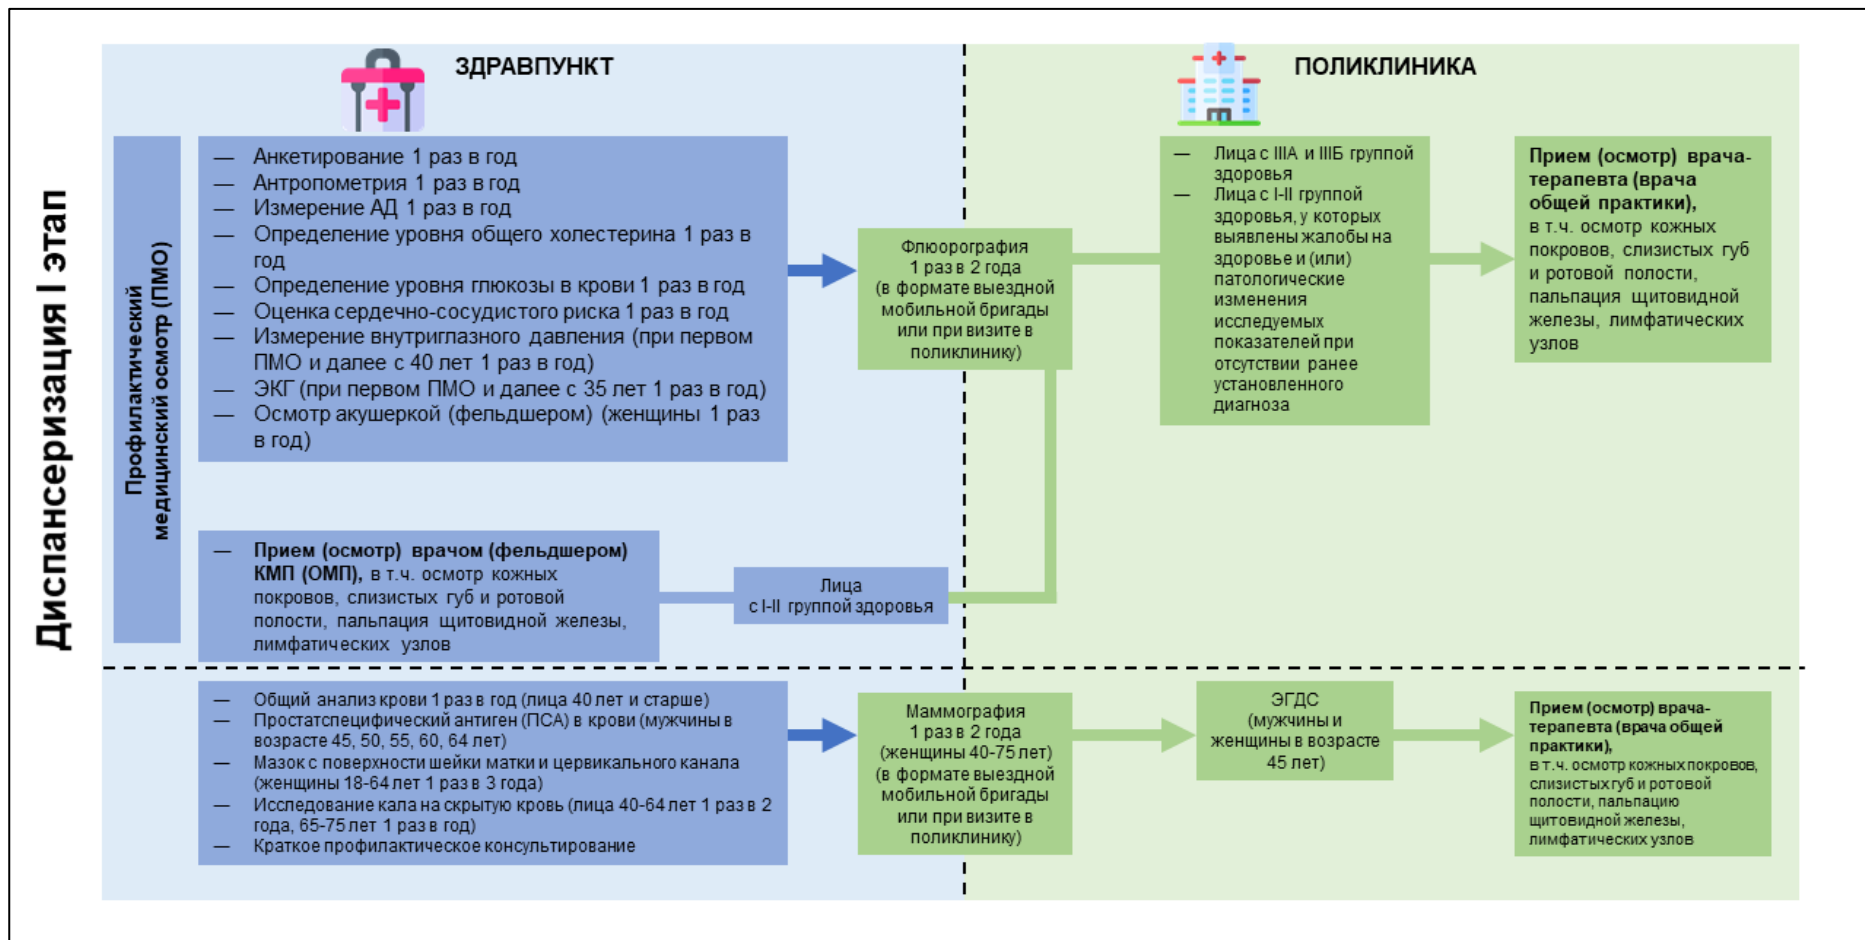 Диспансеризация I этап
ЗДРАВПУНКТ
ПОЛИКЛИНИКА
Профилактический
медицинский осмотр (ПМО)
— Анкетирование 1 раз в год
— Антропометрия 1 раз в год
— Измерение АД 1 раз в год
— Определение уровня общего холестерина 1 раз в
год
— Определение уровня глюкозы в крови 1 раз в год
— Оценка сердечно-сосудистого риска 1 раз в год
— Измерение внутриглазного давления (при первом
ПМО и далее с 40 лет 1 раз в год)
— ЭКГ (при первом ПМО и далее с 35 лет 1 раз в год)
— Осмотр акушеркой (фельдшером) (женщины 1 раз
в год)
Флюорография
1 раз в 2 года
(в формате выездной
мобильной бригады
или при визите в
поликлинику)
— Лица с IIIА и IIIБ группой
здоровья
— Лица с I-II группой
здоровья, у которых
выявлены жалобы на
здоровье и (или)
патологические
изменения
исследуемых
показателей при
отсутствии ранее
установленного
диагноза
Прием (осмотр) врача-
терапевта (врача
общей практики),
в т.ч. осмотр кожных
покровов, слизистых губ
и ротовой полости,
пальпация щитовидной
железы, лимфатических
узлов
— Прием (осмотр) врачом (фельдшером)
КМП (ОМП), в т.ч. осмотр кожных
покровов, слизистых губ и ротовой
полости, пальпация щитовидной железы,
лимфатических узлов
Лица
с I-II группой здоровья
— Общий анализ крови 1 раз в год (лица 40 лет и старше)
— Простатспецифический антиген (ПСА) в крови (мужчины в
возрасте 45, 50, 55, 60, 64 лет)
— Мазок с поверхности шейки матки и цервикального канала
(женщины 18-64 лет 1 раз в 3 года)
— Исследование кала на скрытую кровь (лица 40-64 лет 1 раз в 2
года, 65-75 лет 1 раз в год)
— Краткое профилактическое консультирование
Маммография
1 раз в 2 года
(женщины 40-75 лет)
(в формате выездной
мобильной бригады
или при визите в
поликлинику)
ЭГДС
(мужчины и
женщины в возрасте
45 лет)
Прием (осмотр) врача-
терапевта (врача общей
практики),
в т.ч. осмотр кожных покровов,
слизистых губ и ротовой
полости, пальпацию
щитовидной железы,
лимфатических узлов